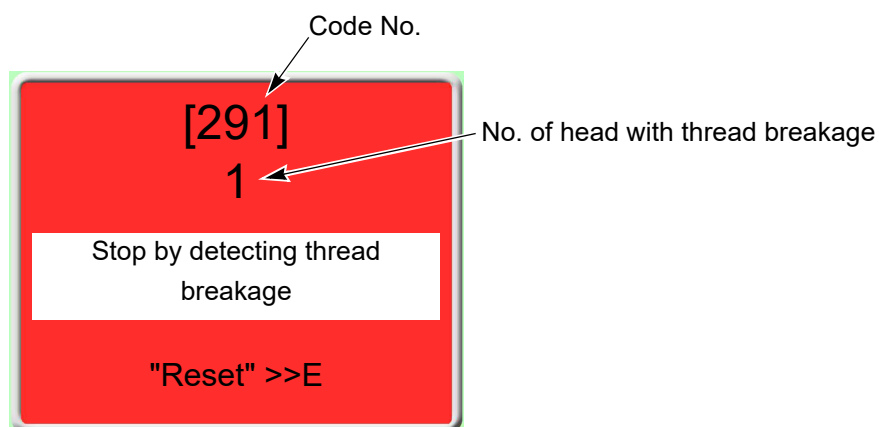 Code No.
[291]
No. of head with thread breakage
1
Stop by detecting thread
breakage
"Reset" >>E